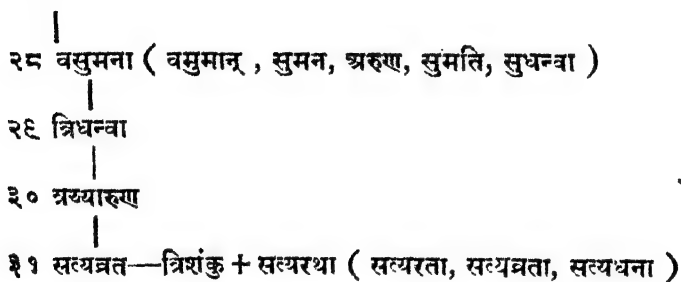 २८ वसुमना ( वसुमान् , सुमन, अरुण, सुमति, सुधन्वा )
२९ त्रिधन्वा
३० त्रय्यारुण
३१ सत्यव्रत—त्रिशंकु + सत्यरथा ( सत्यरता, सत्यव्रता, सत्यधना )